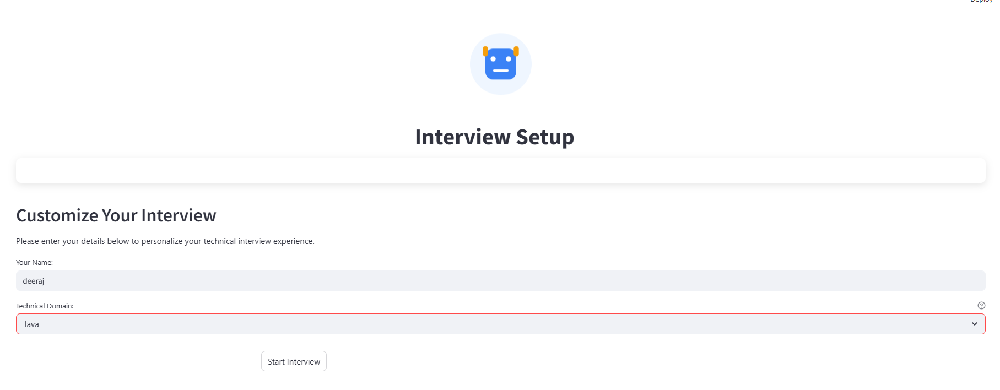 Deploy
Interview Setup
Customize Your Interview
Please enter your details below to personalize your technical interview experience.
Your Name:
deeraj
Technical Domain:
Java
Start Interview